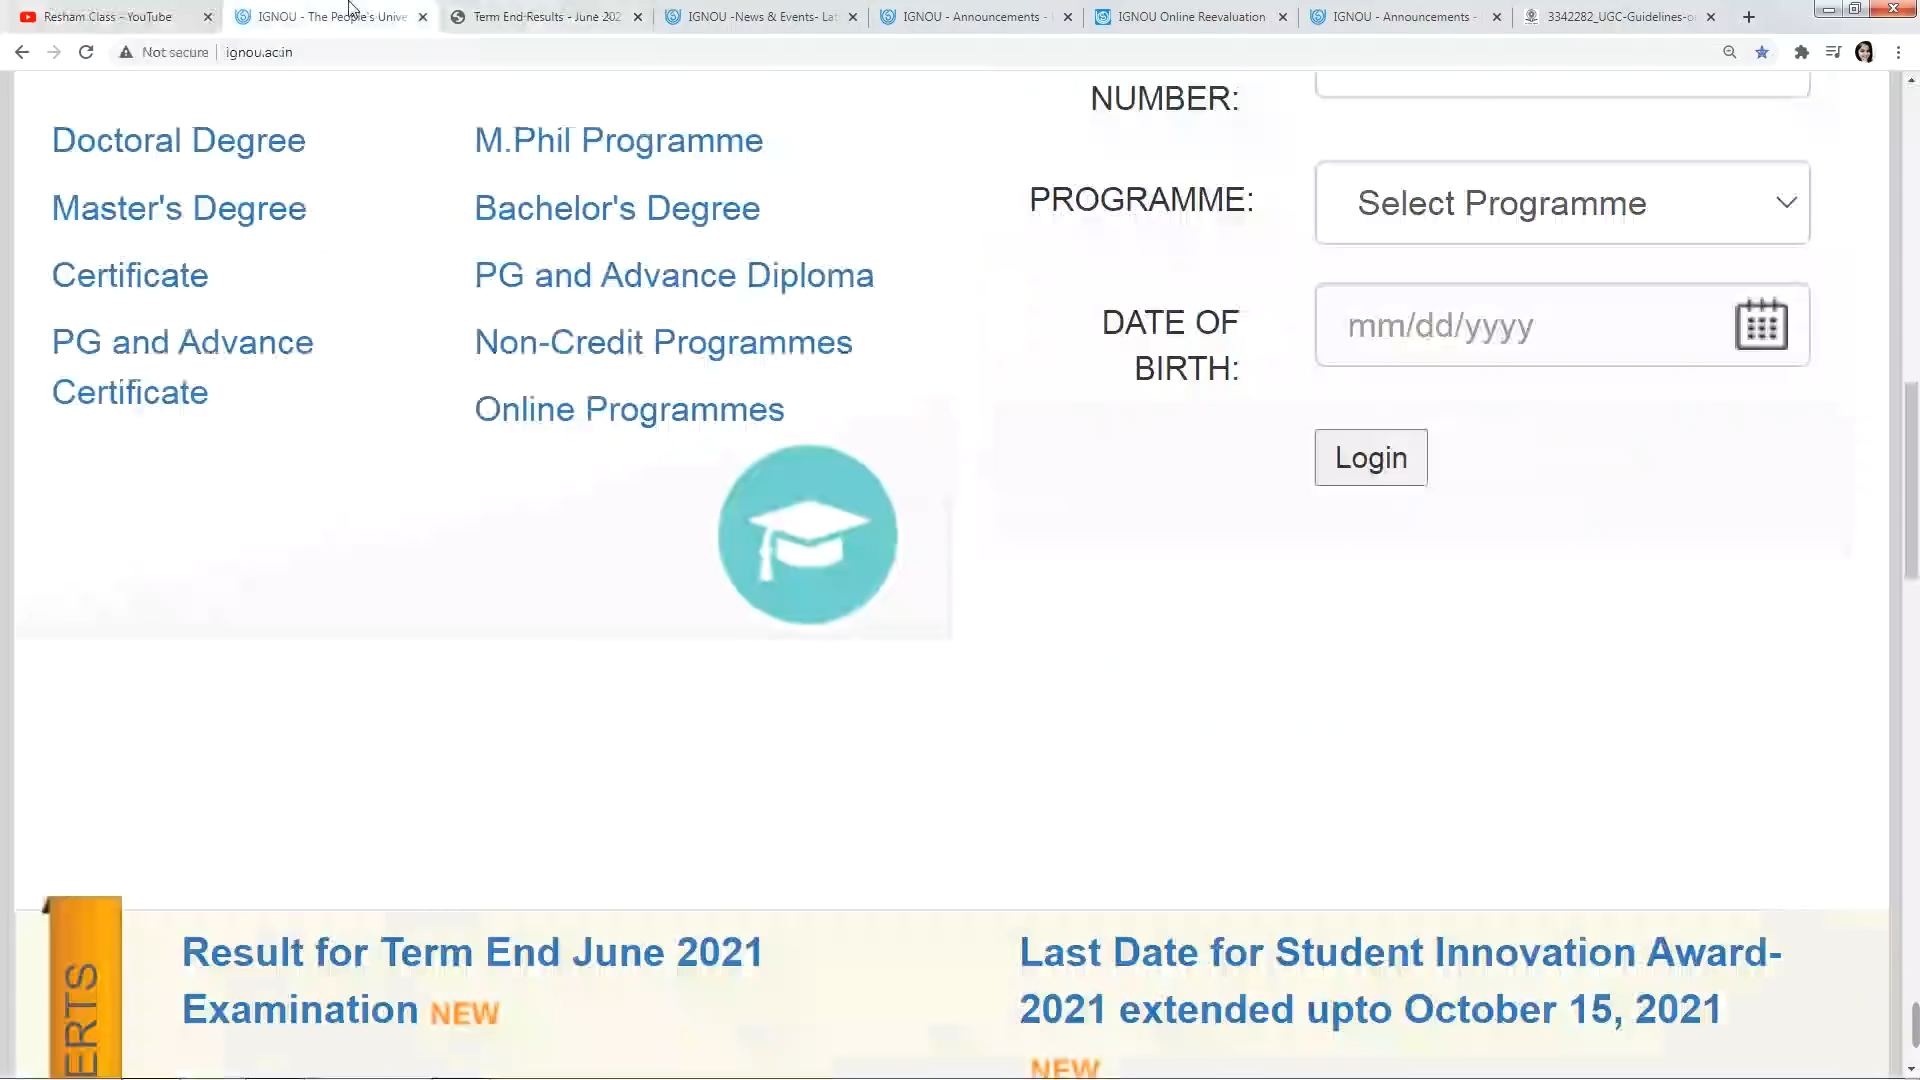 Resham Class - YouTube
IGNOU - The People's Unive
Term End Results - June 202
IGNOU -News & Events- Lat
IGNOU - Announcements -
IGNOU Online Reevaluation
IGNOU - Announcements -
3342282_UGC-Guidelines-o
Not secure
ignou.ac.in
Doctoral Degree
M.Phil Programme
Master's Degree
Bachelor's Degree
Certificate
PG and Advance Diploma
PG and Advance
Certificate
Non-Credit Programmes
Online Programmes
NUMBER:
PROGRAMME:
Select Programme
DATE OF
BIRTH:
mm/dd/yyyy
Login
ERTS
Result for Term End June 2021
Examination NEW
Last Date for Student Innovation Award-
2021 extended upto October 15, 2021
NEW